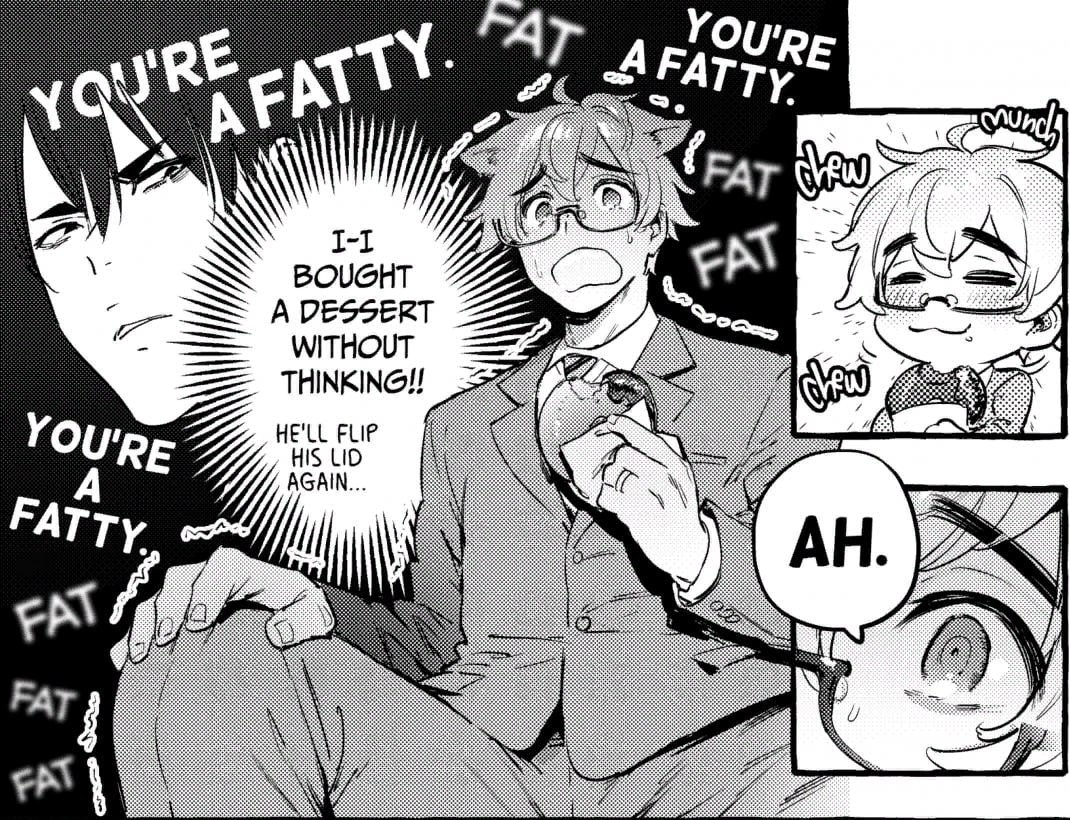 munch
chew
chew
AH.
YOU'RE
A FATTY.
FAT
YOU'RE
A FATTY.
FAT
FAT
I-I
BOUGHT
A DESSERT
WITHOUT
THINKING!!
HE'LL FLIP
HIS LID
AGAIN...
YOU'RE
A
FATTY.
FAT
FAT
FAT